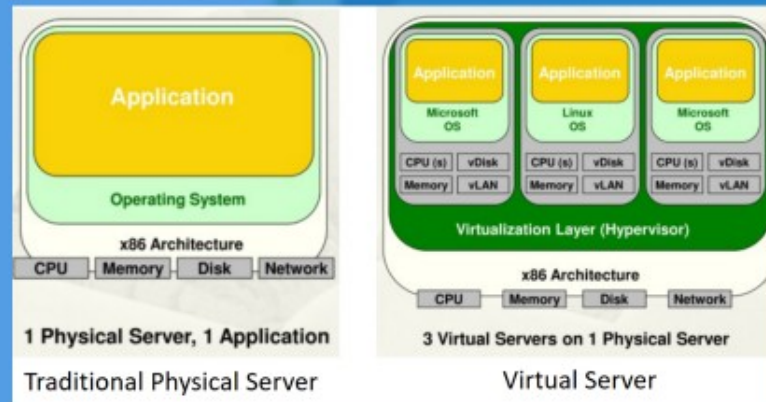 Application
Operating System
x86 Architecture
CPU Memory Disk Network
1 Physical Server, 1 Application
Traditional Physical Server
Application Application Application
Microsoft OS Linux OS Microsoft OS
CPU (s) vDisk CPU (s) vDisk CPU (s) vDisk
Memory vLAN Memory vLAN Memory vLAN
Virtualization Layer (Hypervisor)
x86 Architecture
CPU Memory Disk Network
3 Virtual Servers on 1 Physical Server
Virtual Server